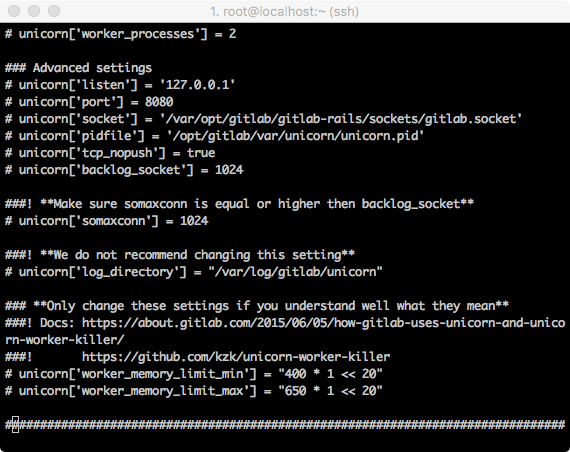 1. root@localhost:~ (ssh)
# unicorn['worker_processes'] = 2
### Advanced settings
# unicorn['listen'] = '127.0.0.1'
# unicorn['port'] = 8080
# unicorn['socket'] = '/var/opt/gitlab/gitlab-rails/sockets/gitlab.socket'
# unicorn['pidfile'] = '/opt/gitlab/var/unicorn/unicorn.pid'
# unicorn['tcp_nopush'] = true
# unicorn['backlog_socket'] = 1024
###! **Make sure somaxconn is equal or higher then backlog_socket**
# unicorn['somaxconn'] = 1024
###! **We do not recommend changing this setting**
# unicorn['log_directory'] = "/var/log/gitlab/unicorn"
### **Only change these settings if you understand well what they mean**
###! Docs: https://about.gitlab.com/2015/06/05/how-gitlab-uses-unicorn-and-unico
rn-worker-killer/
###!       https://github.com/kzk/unicorn-worker-killer
# unicorn['worker_memory_limit_min'] = "400 * 1 << 20"
# unicorn['worker_memory_limit_max'] = "650 * 1 << 20"
################################################################################